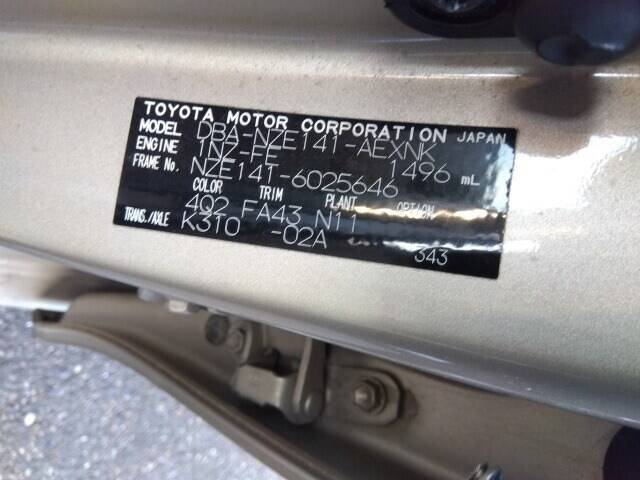 TOYOTA MOTOR CORPORATION JAPAN
MODEL DBA-NZE141-AEXNK
ENGINE 1NZ-FE 1496 mL
FRAME No. NZE141-6025646
COLOR TRIM PLANT OPTION
4Q2 FA43 N11
TRANS./AXLE K310 -02A
343